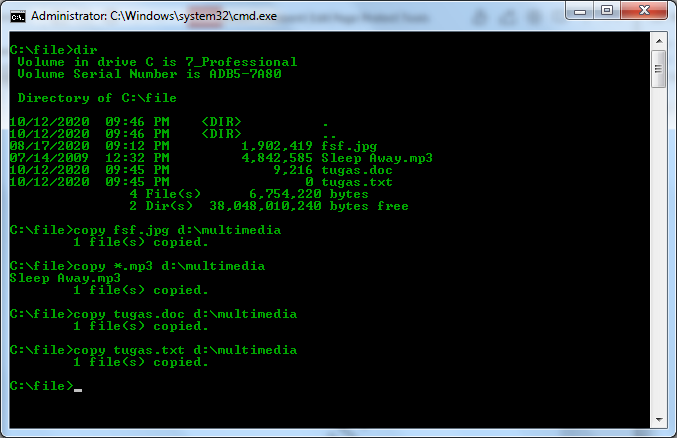 Administrator: C:\Windows\system32\cmd.exe
C:\file>dir
 Volume in drive C is 7_Professional
 Volume Serial Number is ADB5-7A80
 Directory of C:\file
10/12/2020  09:46 PM    <DIR>          .
10/12/2020  09:46 PM    <DIR>          ..
08/17/2020  09:12 PM         1,902,419 fsf.jpg
07/14/2009  12:32 PM         4,842,585 Sleep Away.mp3
10/12/2020  09:45 PM             9,216 tugas.doc
10/12/2020  09:45 PM                 0 tugas.txt
               4 File(s)      6,754,220 bytes
               2 Dir(s)  38,048,010,240 bytes free
C:\file>copy fsf.jpg d:\multimedia
        1 file(s) copied.
C:\file>copy *.mp3 d:\multimedia
Sleep Away.mp3
        1 file(s) copied.
C:\file>copy tugas.doc d:\multimedia
        1 file(s) copied.
C:\file>copy tugas.txt d:\multimedia
        1 file(s) copied.
C:\file>